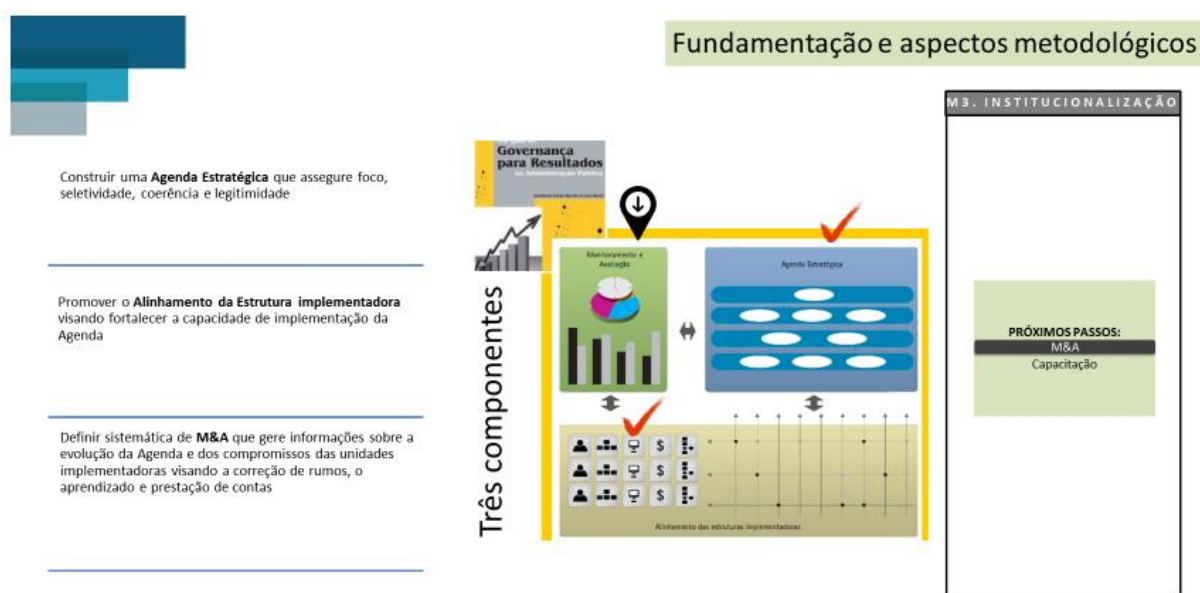 Fundamentação e aspectos metodológicos
Construir uma Agenda Estratégica que assegure foco,
seletividade, coerência e legitimidade
Promover o Alinhamento da Estrutura implementadora
visando fortalecer a capacidade de implementação da
Agenda
Definir sistemática de M&A que gere informações sobre a
evolução da Agenda e dos compromissos das unidades
implementadoras visando a correção de rumos, o
aprendizado e prestação de contas
Três componentes
Governança
para Resultados
na Administração Pública
Monitoramento e
Avaliação
Agenda Estratégica
$
$
$
Alinhamento das estruturas implementadoras
M3. INSTITUCIONALIZAÇÃO
PRÓXIMOS PASSOS:
M&A
Capacitação